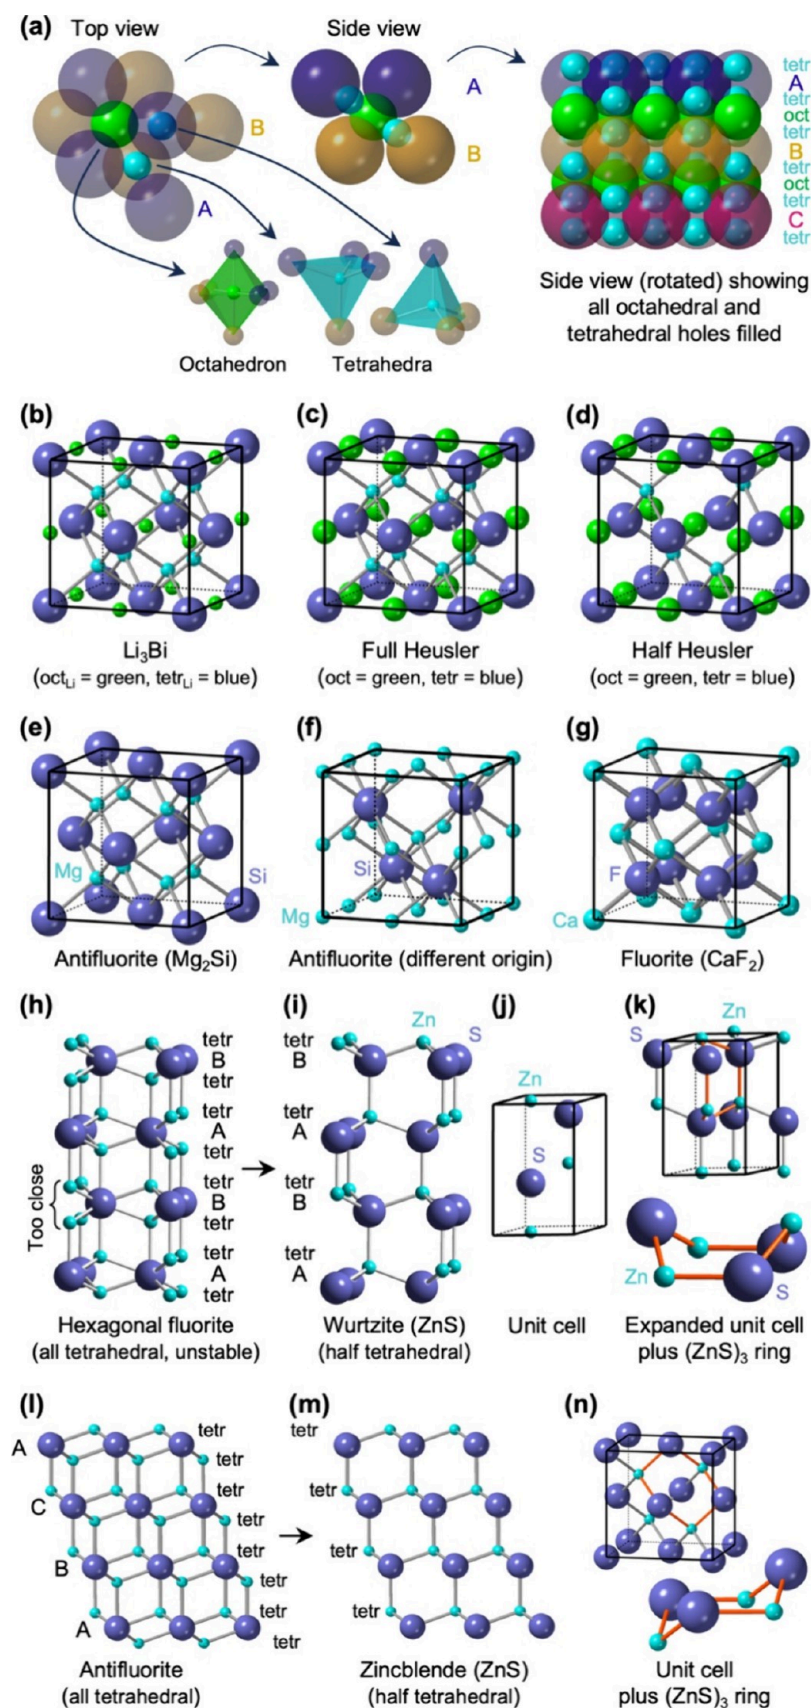 (a)
Top view
Side view
A
B
A
B
tetr
A
tetr
oct
tetr
B
tetr
oct
tetr
C
tetr
Octahedron
Tetrahedra
Side view (rotated) showing
all octahedral and
tetrahedral holes filled
(b)
(c)
(d)
Li₃Bi
(oct_Li = green, tetr_Li = blue)
Full Heusler
(oct = green, tetr = blue)
Half Heusler
(oct = green, tetr = blue)
(e)
(f)
(g)
Mg
Si
Si
Mg
F
Ca
Antifluorite (Mg₂Si)
Antifluorite (different origin)
Fluorite (CaF₂)
(h)
tetr
B
tetr
tetr
A
tetr
tetr
B
tetr
tetr
A
tetr
Too close
Hexagonal fluorite
(all tetrahedral, unstable)
(i)
tetr
B
Zn
S
tetr
A
tetr
B
tetr
A
Wurtzite (ZnS)
(half tetrahedral)
(j)
Zn
S
Unit cell
(k)
S
Zn
Zn
S
Expanded unit cell
plus (ZnS)₃ ring
(l)
A
C
B
A
tetr
tetr
tetr
tetr
tetr
tetr
tetr
tetr
Antifluorite
(all tetrahedral)
(m)
tetr
tetr
tetr
tetr
Zincblende (ZnS)
(half tetrahedral)
(n)
Unit cell
plus (ZnS)₃ ring